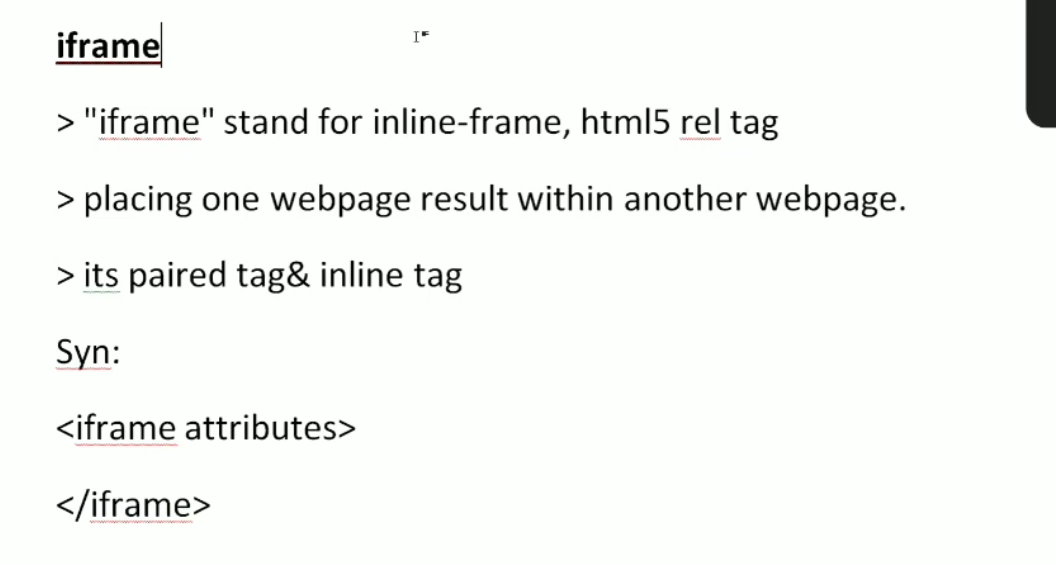 iframe
> "iframe" stand for inline-frame, html5 rel tag
> placing one webpage result within another webpage.
> its paired tag& inline tag
Syn:
<iframe attributes>
</iframe>